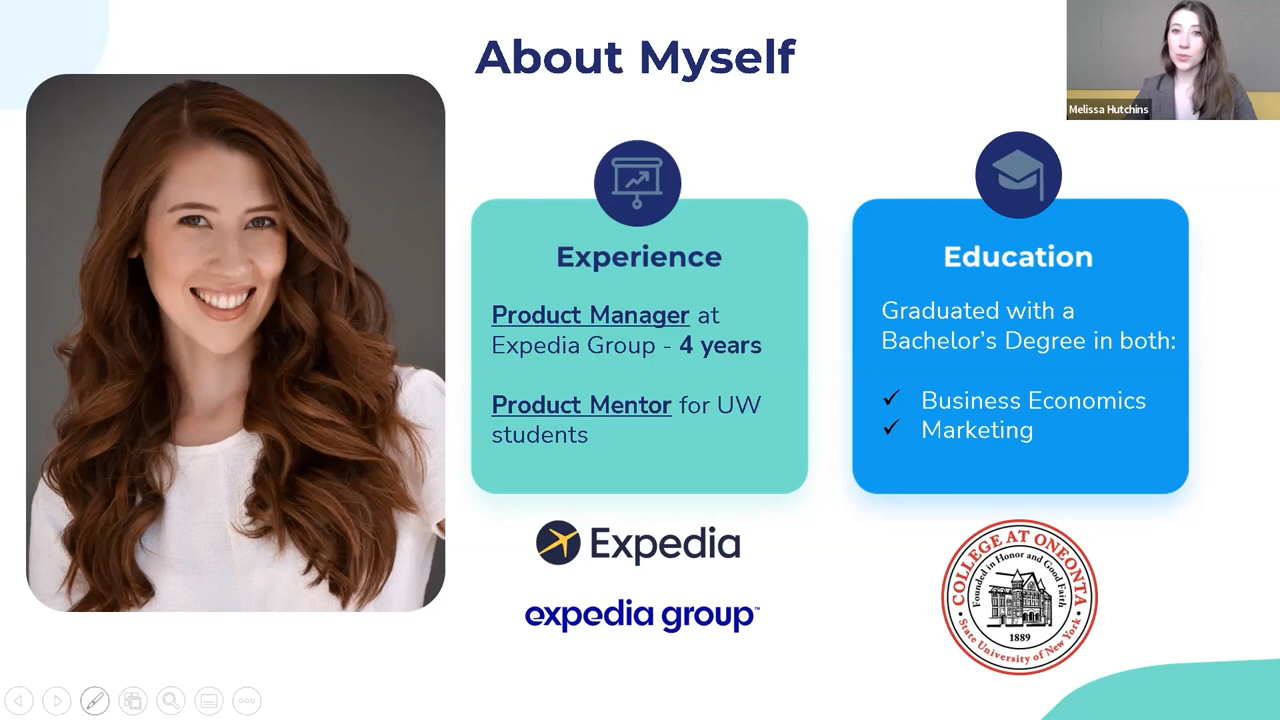 About Myself
Melissa Hutchins
Experience
Product Manager at
Expedia Group - 4 years
Product Mentor for UW
students
Education
Graduated with a
Bachelor's Degree in both:
✓ Business Economics
✓ Marketing
Expedia
expedia group™
COLLEGE AT ONEONTA
Founded in Honor and Good Faith
1889
• State University of New York •